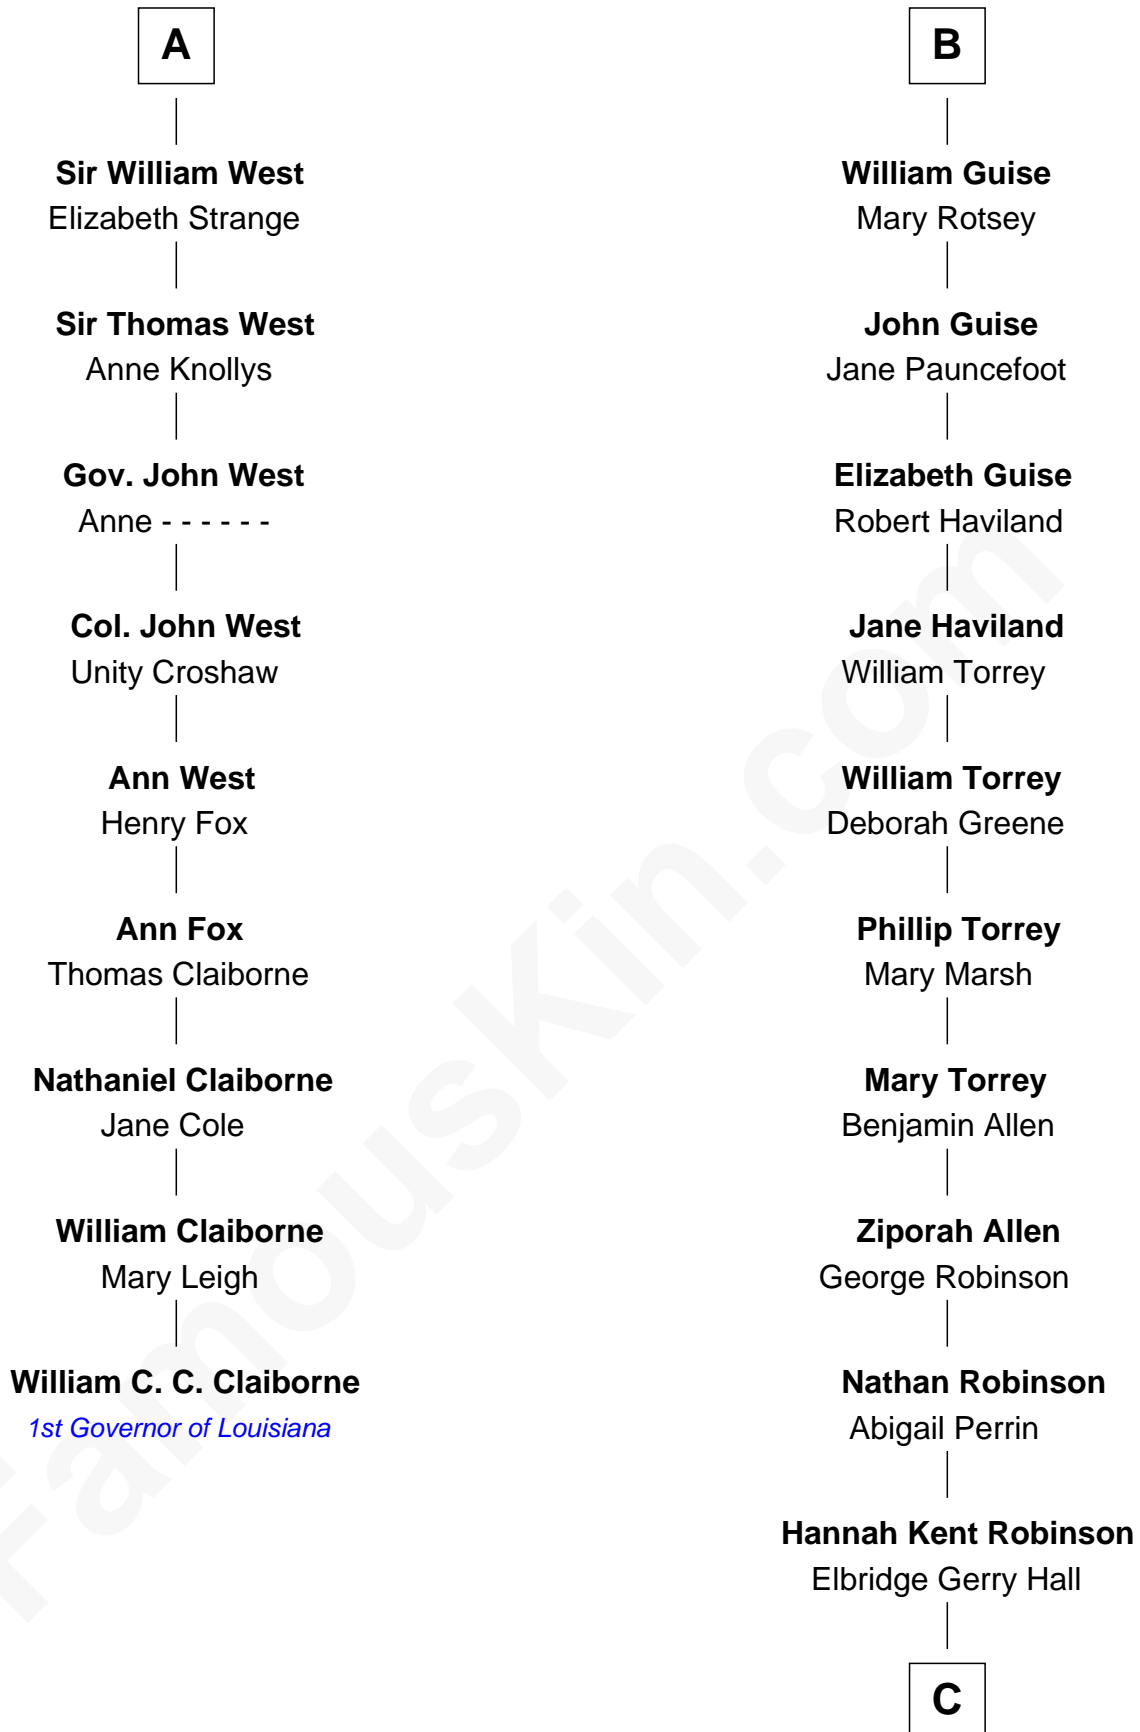 A
Sir William West
Elizabeth Strange
Sir Thomas West
Anne Knollys
Gov. John West
Anne - - - - - -
Col. John West
Unity Croshaw
Ann West
Henry Fox
Ann Fox
Thomas Claiborne
Nathaniel Claiborne
Jane Cole
William Claiborne
Mary Leigh
William C. C. Claiborne
1st Governor of Louisiana
B
William Guise
Mary Rotsey
John Guise
Jane Pauncefoot
Elizabeth Guise
Robert Haviland
Jane Haviland
William Torrey
William Torrey
Deborah Greene
Phillip Torrey
Mary Marsh
Mary Torrey
Benjamin Allen
Ziporah Allen
George Robinson
Nathan Robinson
Abigail Perrin
Hannah Kent Robinson
Elbridge Gerry Hall
C
FamousKin.com